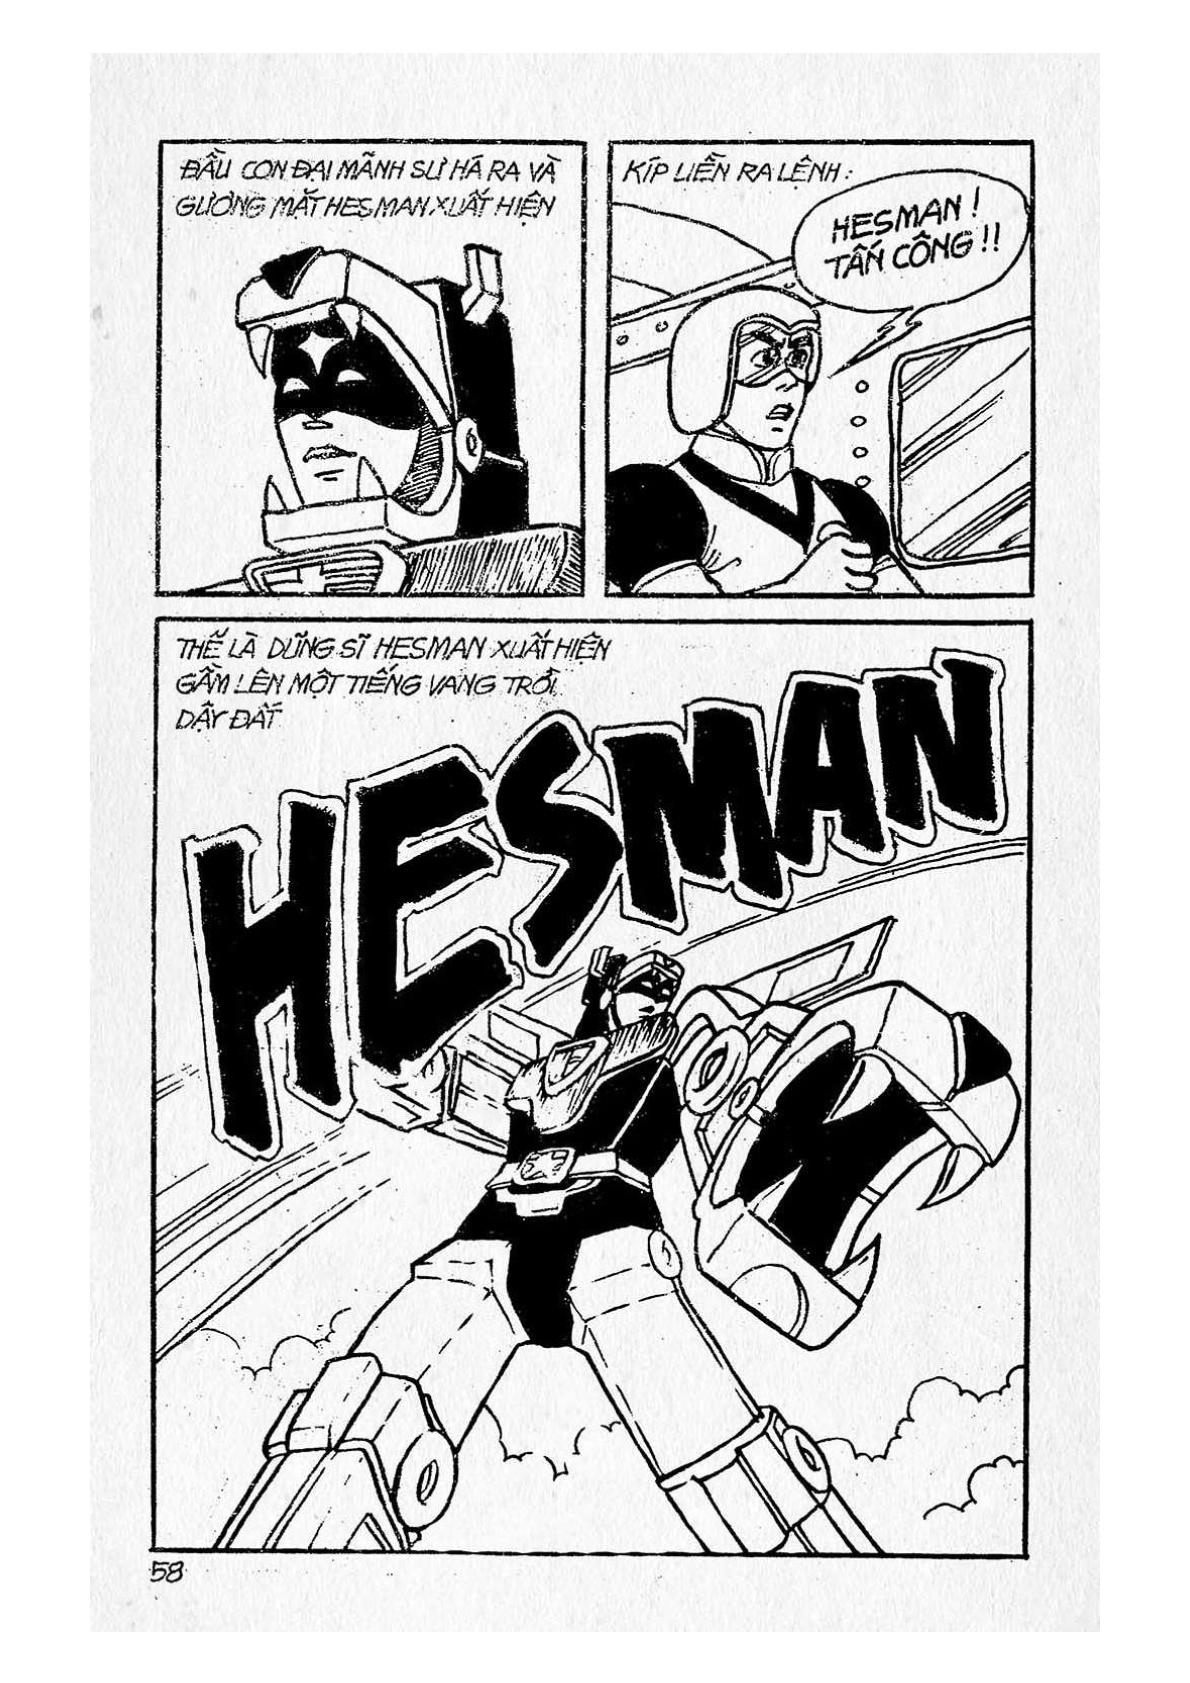 ĐẦU CON ĐẠI MÃNH SƯ HÁ RA VÀ
GƯƠNG MẶT HESMAN XUẤT HIỆN
KÍP LIỀN RA LỆNH:
HESMAN!
TẤN CÔNG!!
THẾ LÀ DŨNG SĨ HESMAN XUẤT HIỆN
GẦM LÊN MỘT TIẾNG VANG TRỜI
DẬY ĐẤT
HESMAN
58